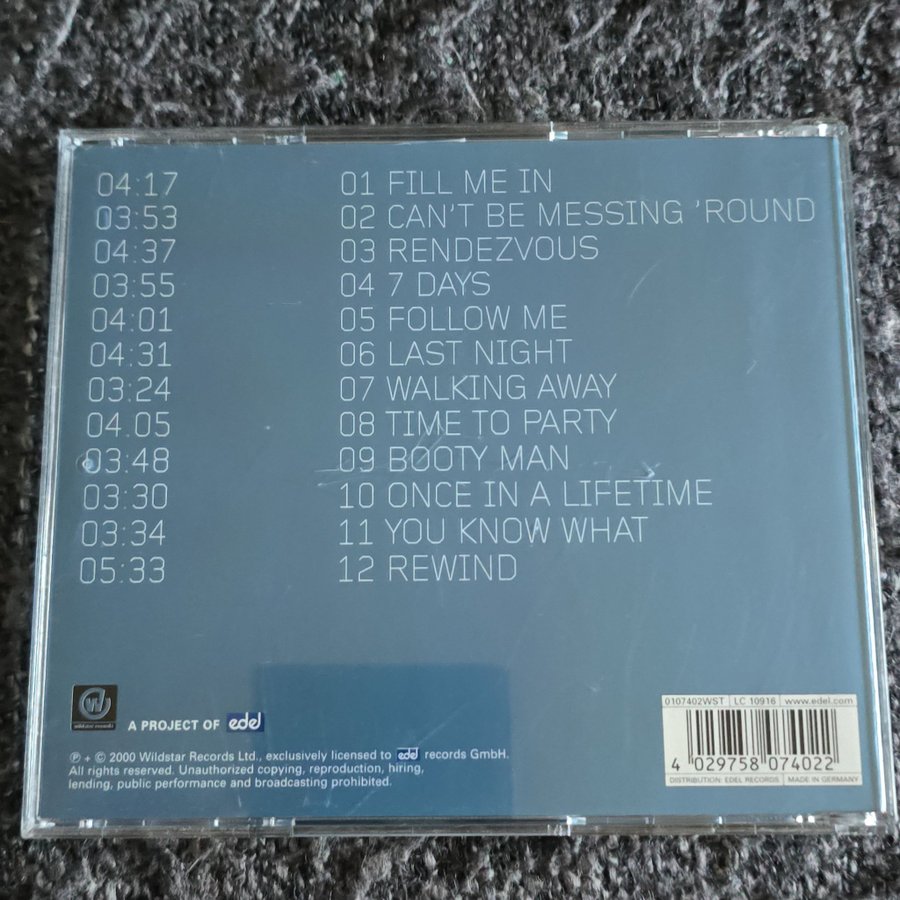 04:17 01 FILL ME IN
03:53 02 CAN'T BE MESSING 'ROUND
04:37 03 RENDEZVOUS
03:55 04 7 DAYS
04:01 05 FOLLOW ME
04:31 06 LAST NIGHT
03:24 07 WALKING AWAY
04.05 08 TIME TO PARTY
03:48 09 BOOTY MAN
03:30 10 ONCE IN A LIFETIME
03:34 11 YOU KNOW WHAT
05:33 12 REWIND
wildstar records
A PROJECT OF edel
℗ + © 2000 Wildstar Records Ltd., exclusively licensed to edel records GmbH.
All rights reserved. Unauthorized copying, reproduction, hiring,
lending, public performance and broadcasting prohibited.
0107402WST LC 10916 www.edel.com
4 029758 074022
DISTRIBUTION: EDEL RECORDS MADE IN GERMANY